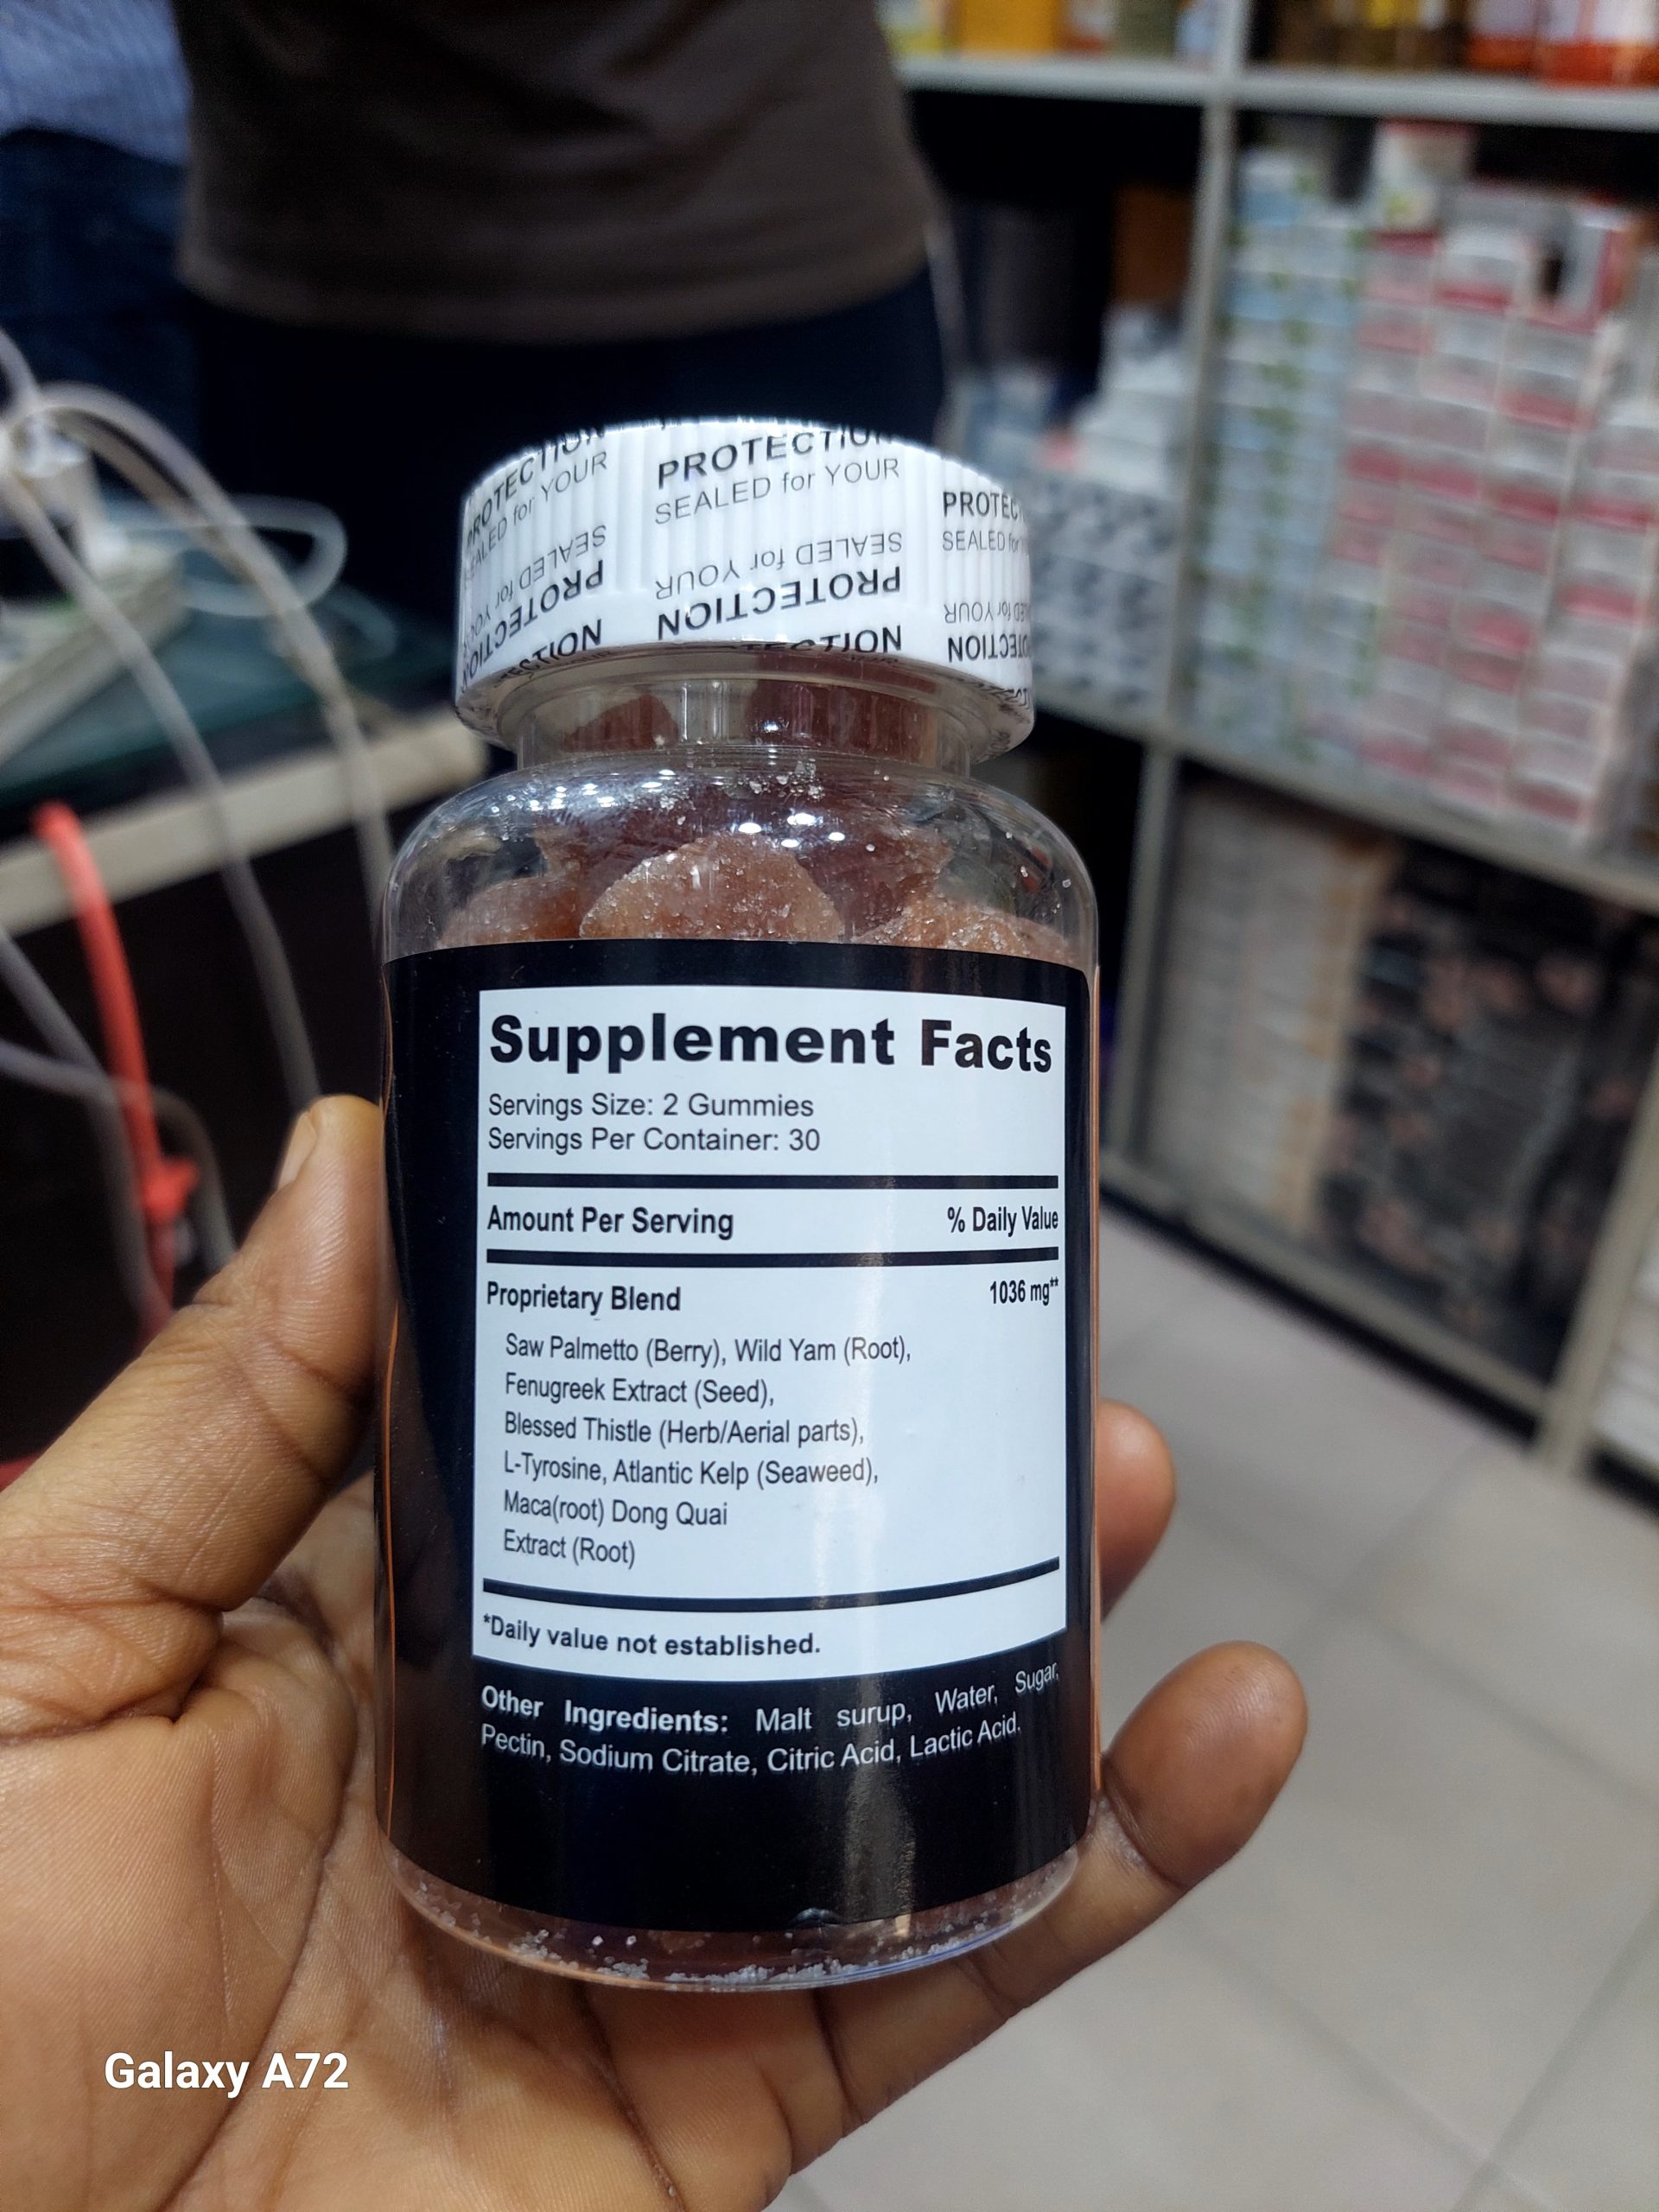 PROTECTION
SEALED for YOUR
SEALED for YOUR
PROTECTION
Supplement Facts
Servings Size: 2 Gummies
Servings Per Container: 30
Amount Per Serving % Daily Value
Proprietary Blend 1036 mg**
Saw Palmetto (Berry), Wild Yam (Root),
Fenugreek Extract (Seed),
Blessed Thistle (Herb/Aerial parts),
L-Tyrosine, Atlantic Kelp (Seaweed),
Maca(root) Dong Quai
Extract (Root)
*Daily value not established.
Other Ingredients: Malt surup, Water, Sugar,
Pectin, Sodium Citrate, Citric Acid, Lactic Acid.
Galaxy A72